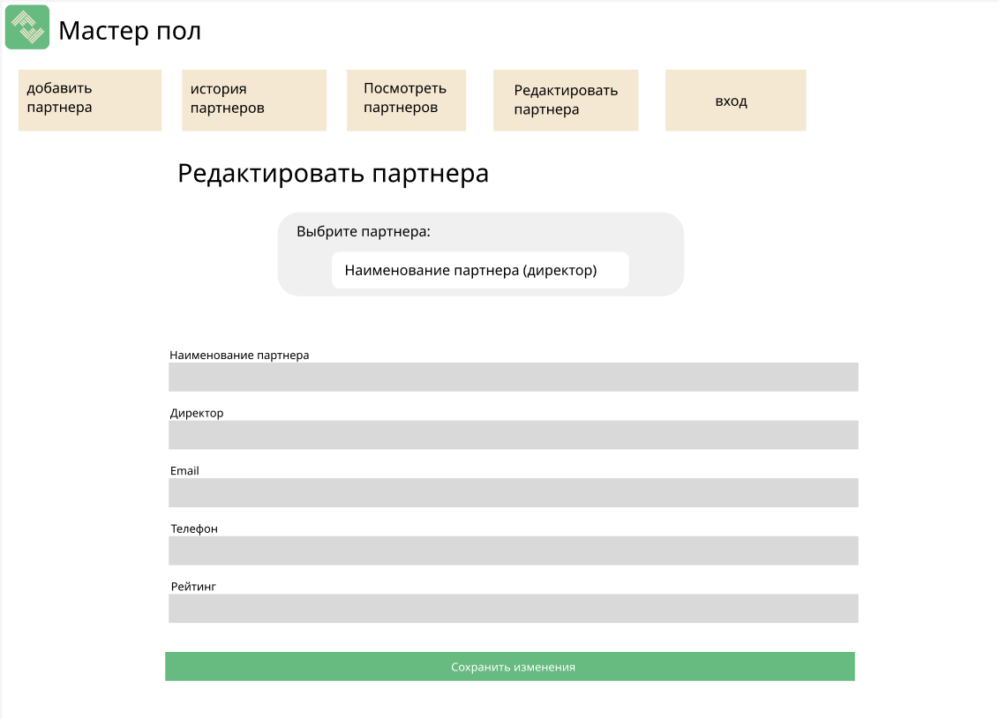 Мастер пол
добавить
партнера
история
партнеров
Посмотреть
партнеров
Редактировать
партнера
вход
Редактировать партнера
Выбрите партнера:
Наименование партнера (директор)
Наименование партнера
Директор
Email
Телефон
Рейтинг
Сохранить изменения